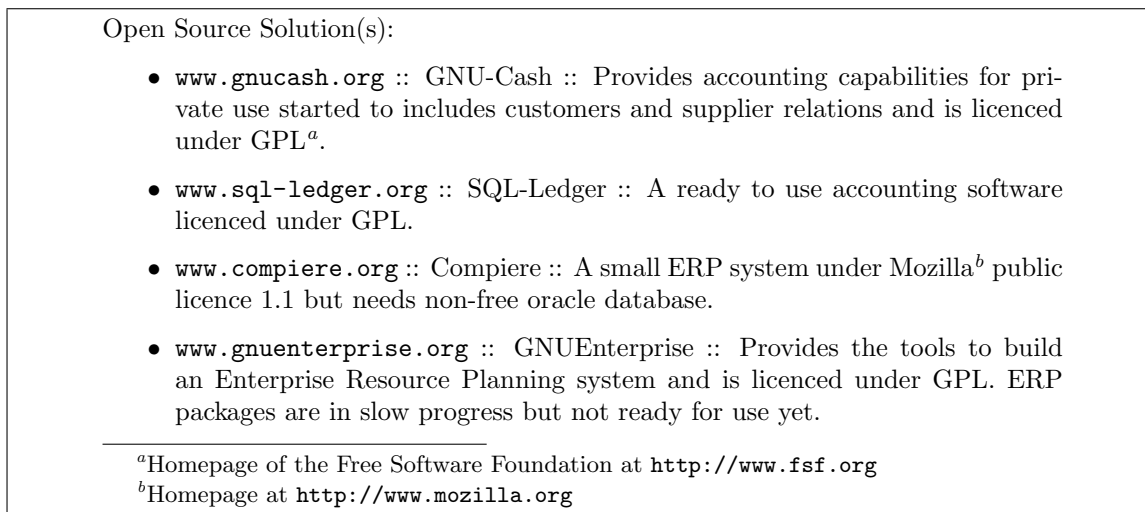 Open Source Solution(s):
• www.gnucash.org :: GNU-Cash :: Provides accounting capabilities for pri-
vate use started to includes customers and supplier relations and is licenced
under GPLa.
• www.sql-ledger.org :: SQL-Ledger :: A ready to use accounting software
licenced under GPL.
• www.compiere.org :: Compiere :: A small ERP system under Mozillab public
licence 1.1 but needs non-free oracle database.
• www.gnuenterprise.org :: GNUEnterprise :: Provides the tools to build
an Enterprise Resource Planning system and is licenced under GPL. ERP
packages are in slow progress but not ready for use yet.
aHomepage of the Free Software Foundation at http://www.fsf.org
bHomepage at http://www.mozilla.org